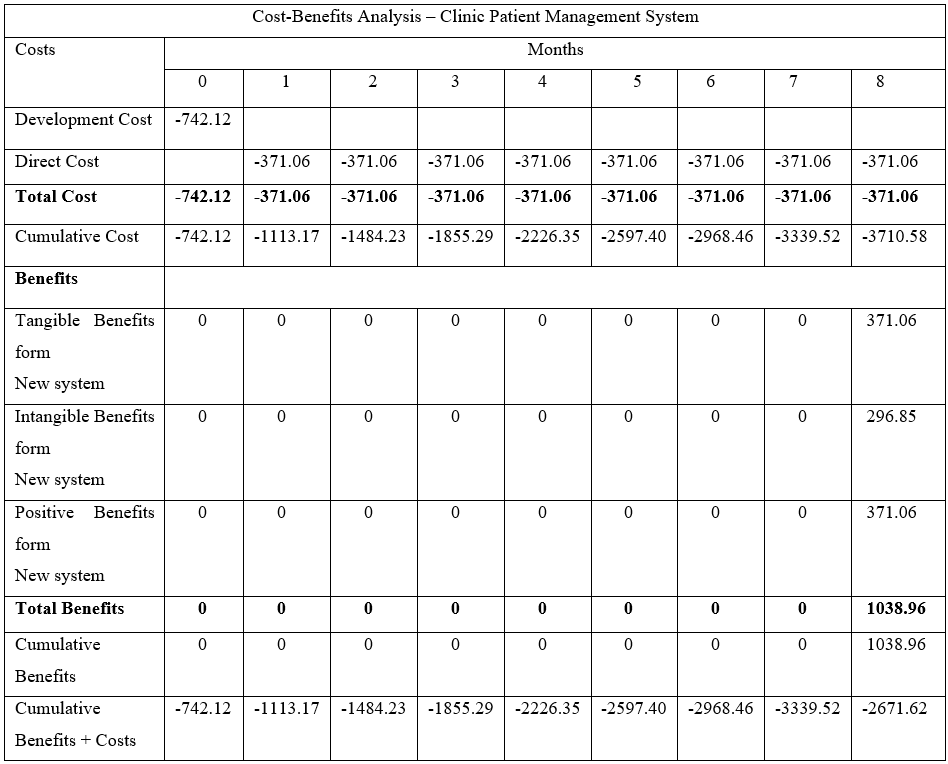 Cost-Benefits Analysis – Clinic Patient Management System
Costs Months
0 1 2 3 4 5 6 7 8
Development Cost -742.12
Direct Cost -371.06 -371.06 -371.06 -371.06 -371.06 -371.06 -371.06 -371.06
Total Cost -742.12 -371.06 -371.06 -371.06 -371.06 -371.06 -371.06 -371.06 -371.06
Cumulative Cost -742.12 -1113.17 -1484.23 -1855.29 -2226.35 -2597.40 -2968.46 -3339.52 -3710.58
Benefits
Tangible Benefits 0 0 0 0 0 0 0 0 371.06
form
New system
Intangible Benefits 0 0 0 0 0 0 0 0 296.85
form
New system
Positive Benefits 0 0 0 0 0 0 0 0 371.06
form
New system
Total Benefits 0 0 0 0 0 0 0 0 1038.96
Cumulative 0 0 0 0 0 0 0 0 1038.96
Benefits
Cumulative -742.12 -1113.17 -1484.23 -1855.29 -2226.35 -2597.40 -2968.46 -3339.52 -2671.62
Benefits + Costs